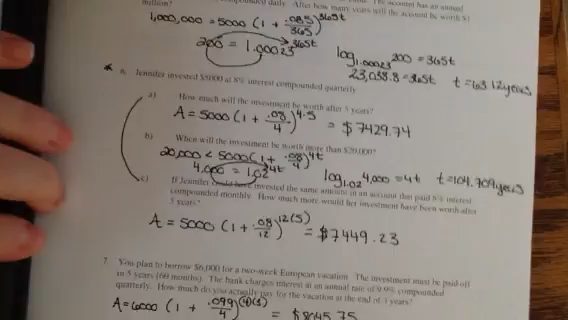 compounded daily. After how many years will the account be worth $1
million?
1,000,000 = 5000 (1 + .085/365)^365t
200 = 1.00023^365t
log1.00023 200 = 365t
23,038.8 = 365t t = 63.12 years
6. Jennifer invested $5000 at 8% interest compounded quarterly
a) How much will the investment be worth after 5 years?
A = 5000 (1 + .08/4)^4·5 = $7429.74
b) When will the investment be worth more than $20,000?
20,000 < 5000 (1 + .08/4)^4t
4,000 = 1.02^4t log1.02 4,000 = 4t t = 104.709 years
c) If Jennifer could have invested the same amount in an account that paid 8% interest
compounded monthly. How much more would her investment have been worth after
5 years?
A = 5000 (1 + .08/12)^12(5) = $7449.23
7. You plan to borrow $6,000 for a two-week European vacation. The investment must be paid off
in 5 years (60 months). The bank charges interest at an annual rate of 9.9% compounded
quarterly. How much do you actually pay for the vacation at the end of 3 years?
A = 6000 (1 + .099/4)^(4)(3) = $8045.75